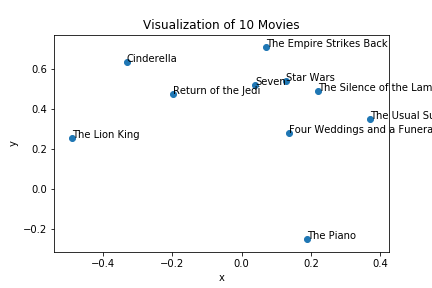 Visualization of 10 Movies
The Empire Strikes Back
Cinderella
Seven
Star Wars
Return of the Jedi
The Silence of the Lam
The Usual Su
Four Weddings and a Funera
The Lion King
The Piano
0.6
0.4
0.2
0.0
−0.2
y
−0.4
−0.2
0.0
0.2
0.4
x